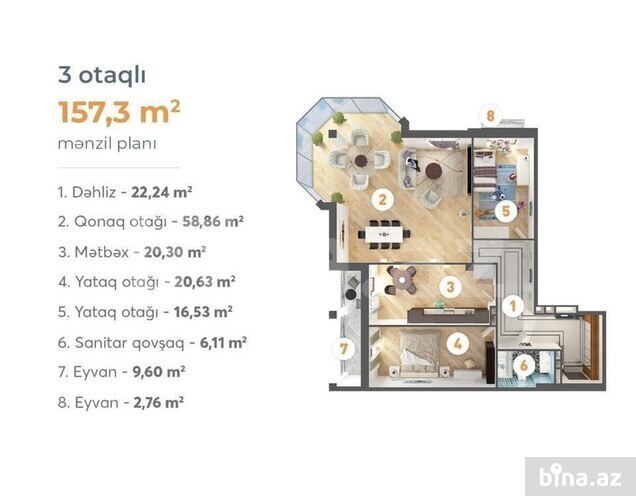 3 otaqlı
157,3 m²
mənzil planı
1. Dəhliz - 22,24 m²
2. Qonaq otağı - 58,86 m²
3. Mətbəx - 20,30 m²
4. Yataq otağı - 20,63 m²
5. Yataq otağı - 16,53 m²
6. Sanitar qovşaq - 6,11 m²
7. Eyvan - 9,60 m²
8. Eyvan - 2,76 m²
8
2
5
3
1
7
4
6
bina.az